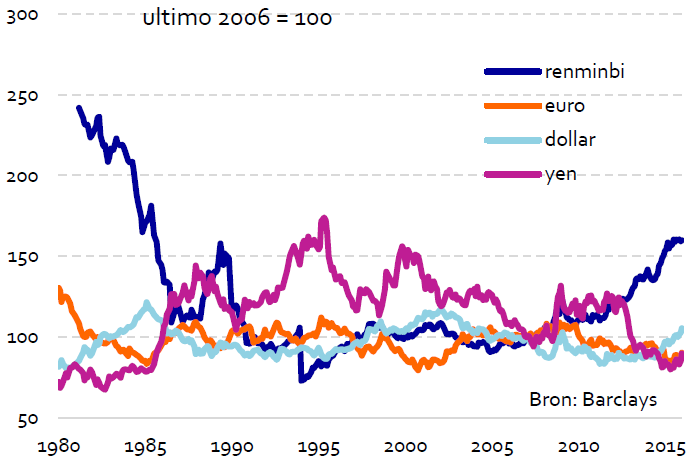 ultimo 2006 = 100
300
250
200
150
100
50
renminbi
euro
dollar
yen
Bron: Barclays
1980 1985 1990 1995 2000 2005 2010 2015